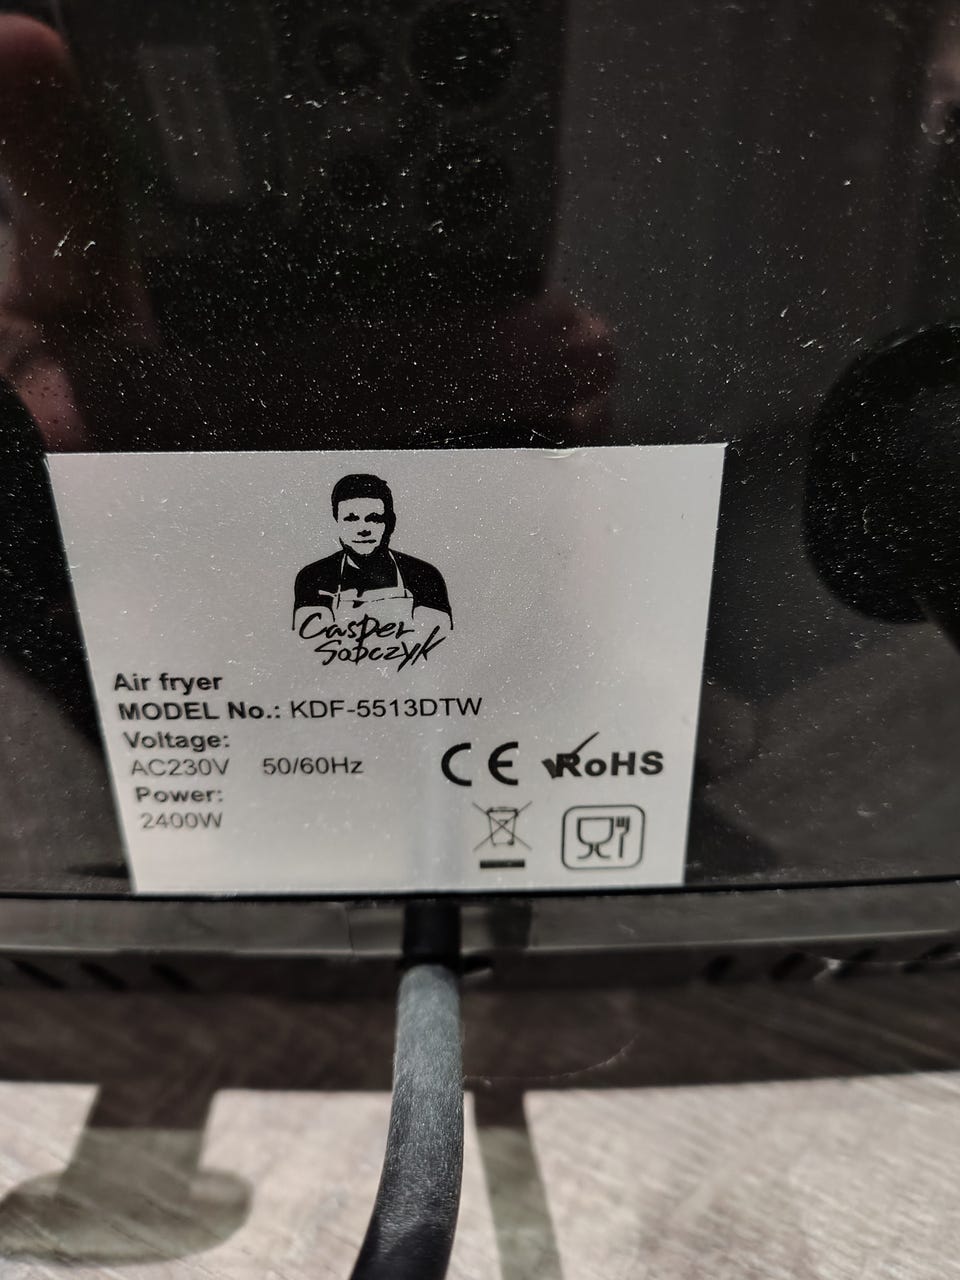 Casper
Sobczyk
Air fryer
MODEL No.: KDF-5513DTW
Voltage:
AC230V 50/60Hz
CE RoHS
Power:
2400W